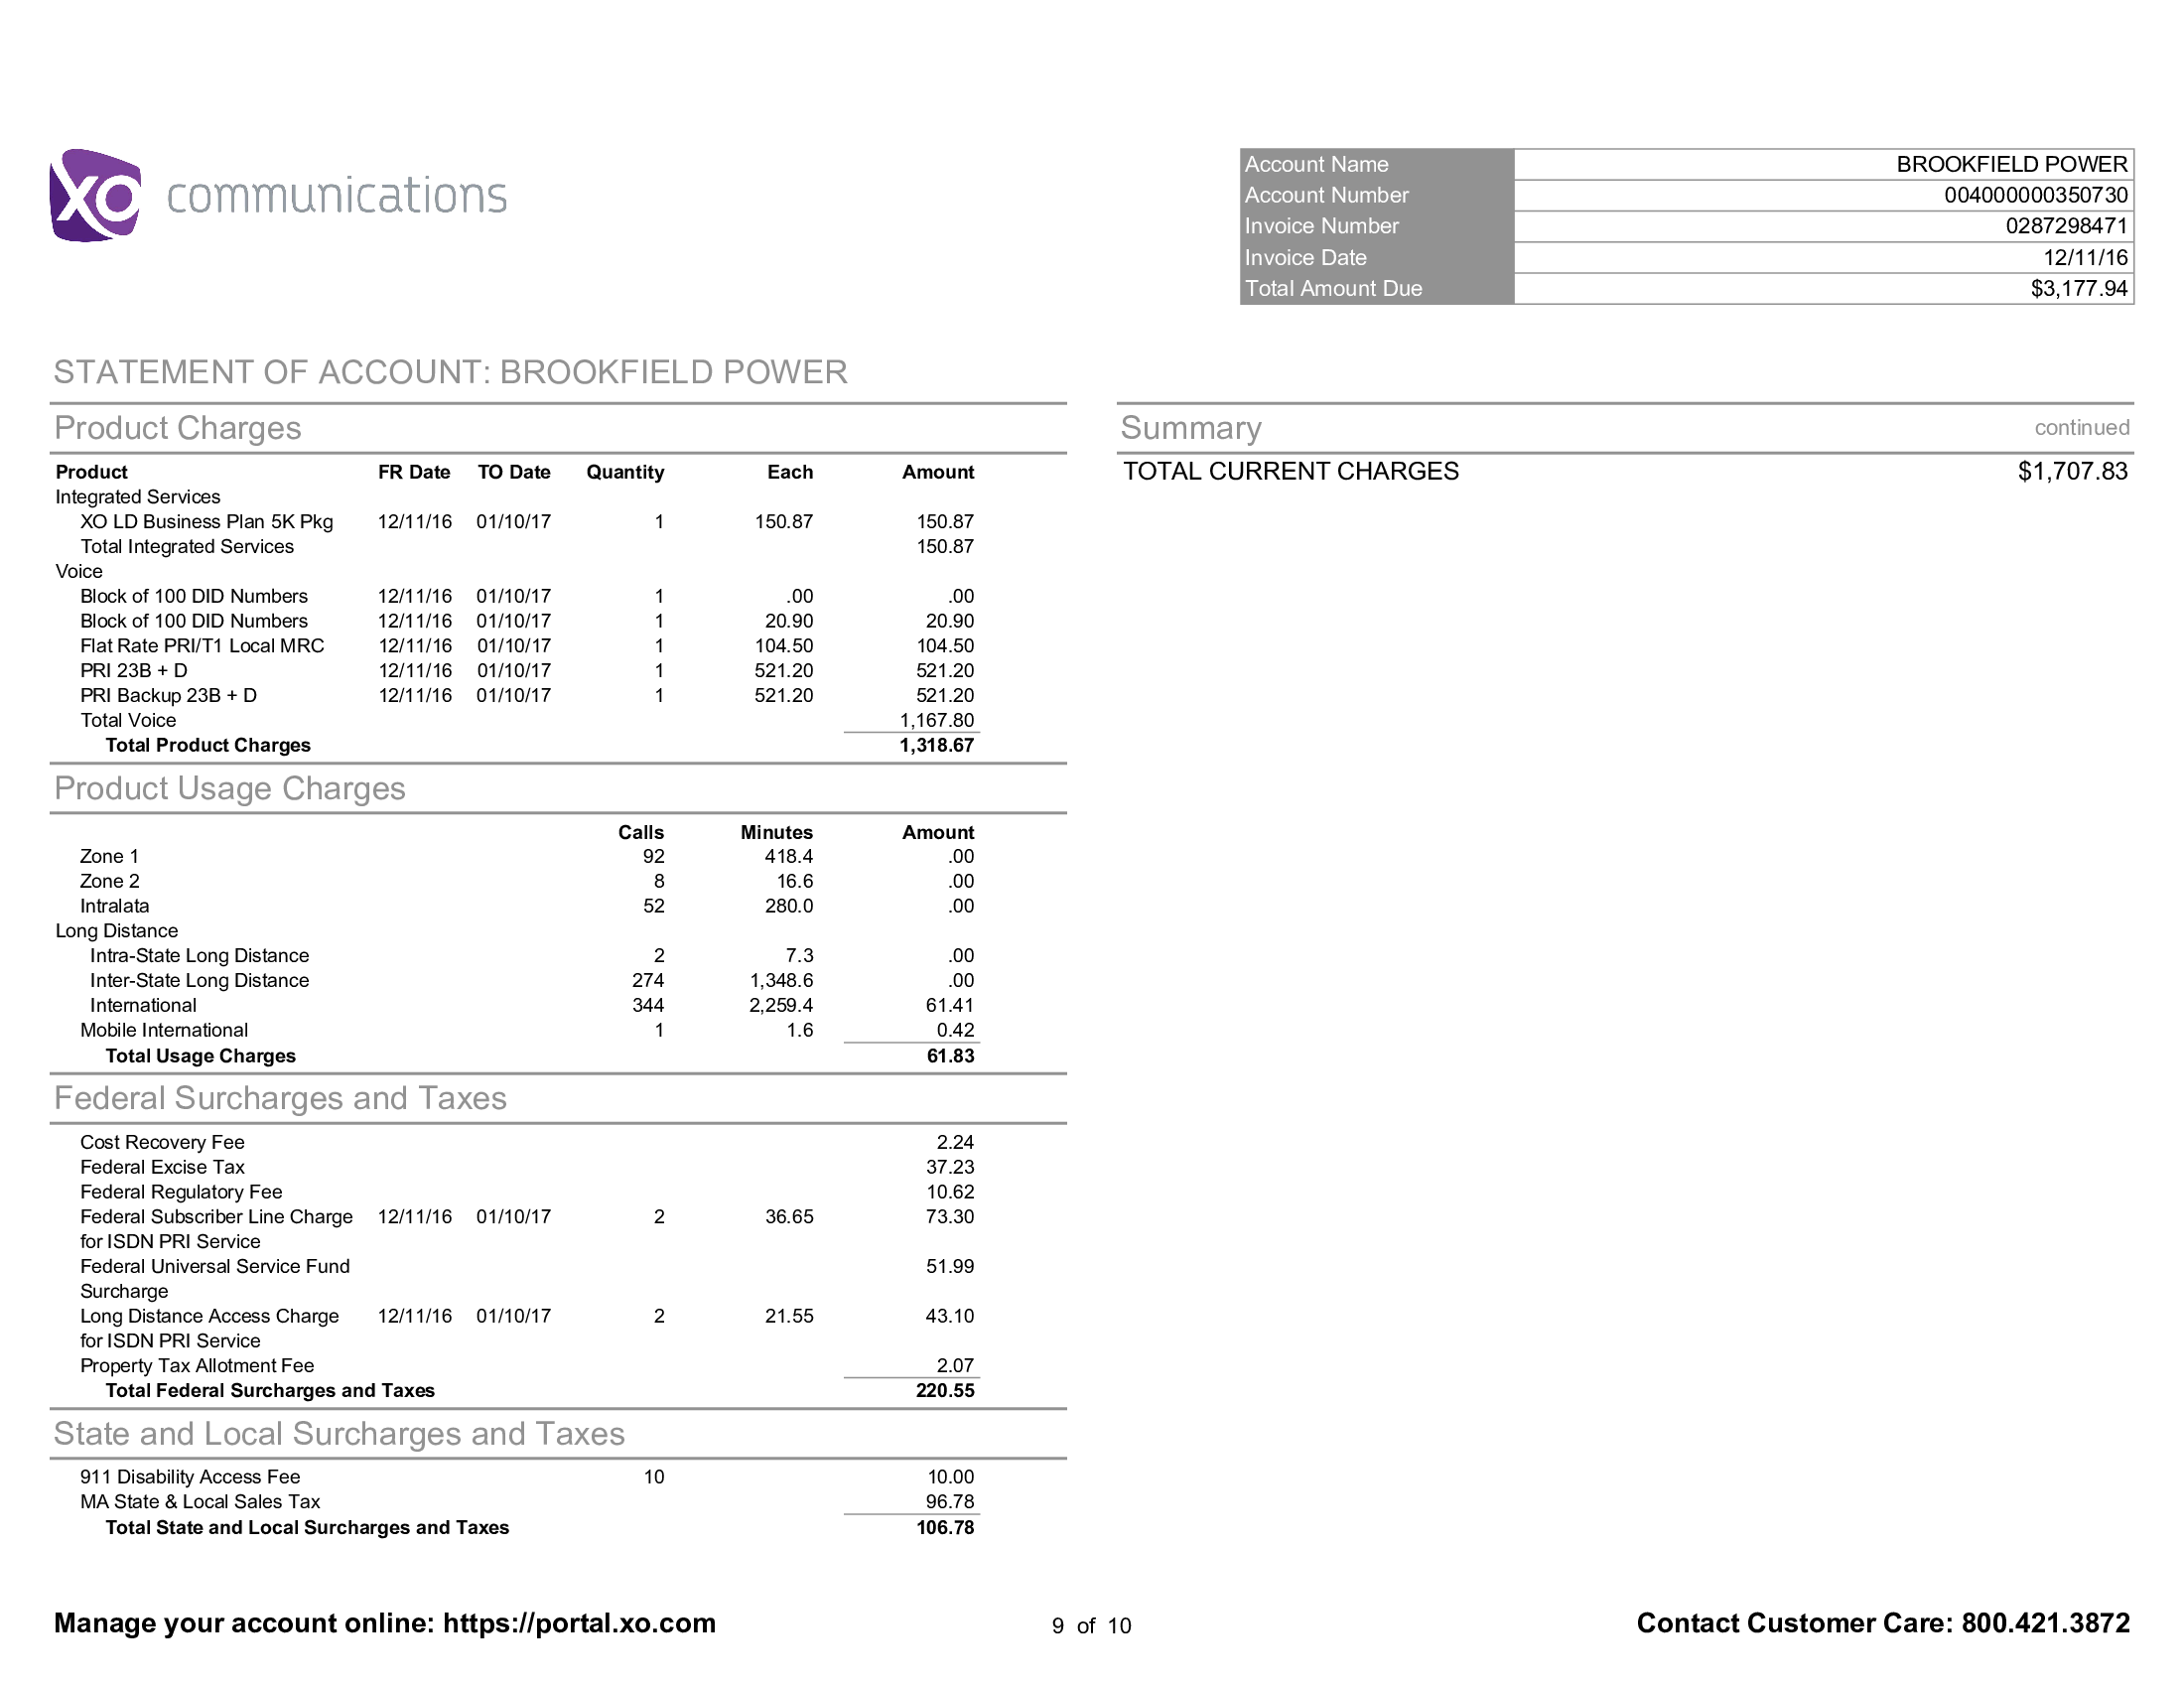 XO communications
Account Name BROOKFIELD POWER
Account Number 004000000350730
Invoice Number 0287298471
Invoice Date 12/11/16
Total Amount Due $3,177.94
STATEMENT OF ACCOUNT: BROOKFIELD POWER
Product Charges
Product FR Date TO Date Quantity Each Amount
Integrated Services
XO LD Business Plan 5K Pkg 12/11/16 01/10/17 1 150.87 150.87
Total Integrated Services 150.87
Voice
Block of 100 DID Numbers 12/11/16 01/10/17 1 .00 .00
Block of 100 DID Numbers 12/11/16 01/10/17 1 20.90 20.90
Flat Rate PRI/T1 Local MRC 12/11/16 01/10/17 1 104.50 104.50
PRI 23B + D 12/11/16 01/10/17 1 521.20 521.20
PRI Backup 23B + D 12/11/16 01/10/17 1 521.20 521.20
Total Voice 1,167.80
Total Product Charges 1,318.67
Product Usage Charges
Calls Minutes Amount
Zone 1 92 418.4 .00
Zone 2 8 16.6 .00
Intralata 52 280.0 .00
Long Distance
Intra-State Long Distance 2 7.3 .00
Inter-State Long Distance 274 1,348.6 .00
International 344 2,259.4 61.41
Mobile International 1 1.6 0.42
Total Usage Charges 61.83
Federal Surcharges and Taxes
Cost Recovery Fee 2.24
Federal Excise Tax 37.23
Federal Regulatory Fee 10.62
Federal Subscriber Line Charge 12/11/16 01/10/17 2 36.65 73.30
for ISDN PRI Service
Federal Universal Service Fund 51.99
Surcharge
Long Distance Access Charge 12/11/16 01/10/17 2 21.55 43.10
for ISDN PRI Service
Property Tax Allotment Fee 2.07
Total Federal Surcharges and Taxes 220.55
State and Local Surcharges and Taxes
911 Disability Access Fee 10 10.00
MA State & Local Sales Tax 96.78
Total State and Local Surcharges and Taxes 106.78
Summary continued
TOTAL CURRENT CHARGES $1,707.83
Manage your account online: https://portal.xo.com 9 of 10 Contact Customer Care: 800.421.3872